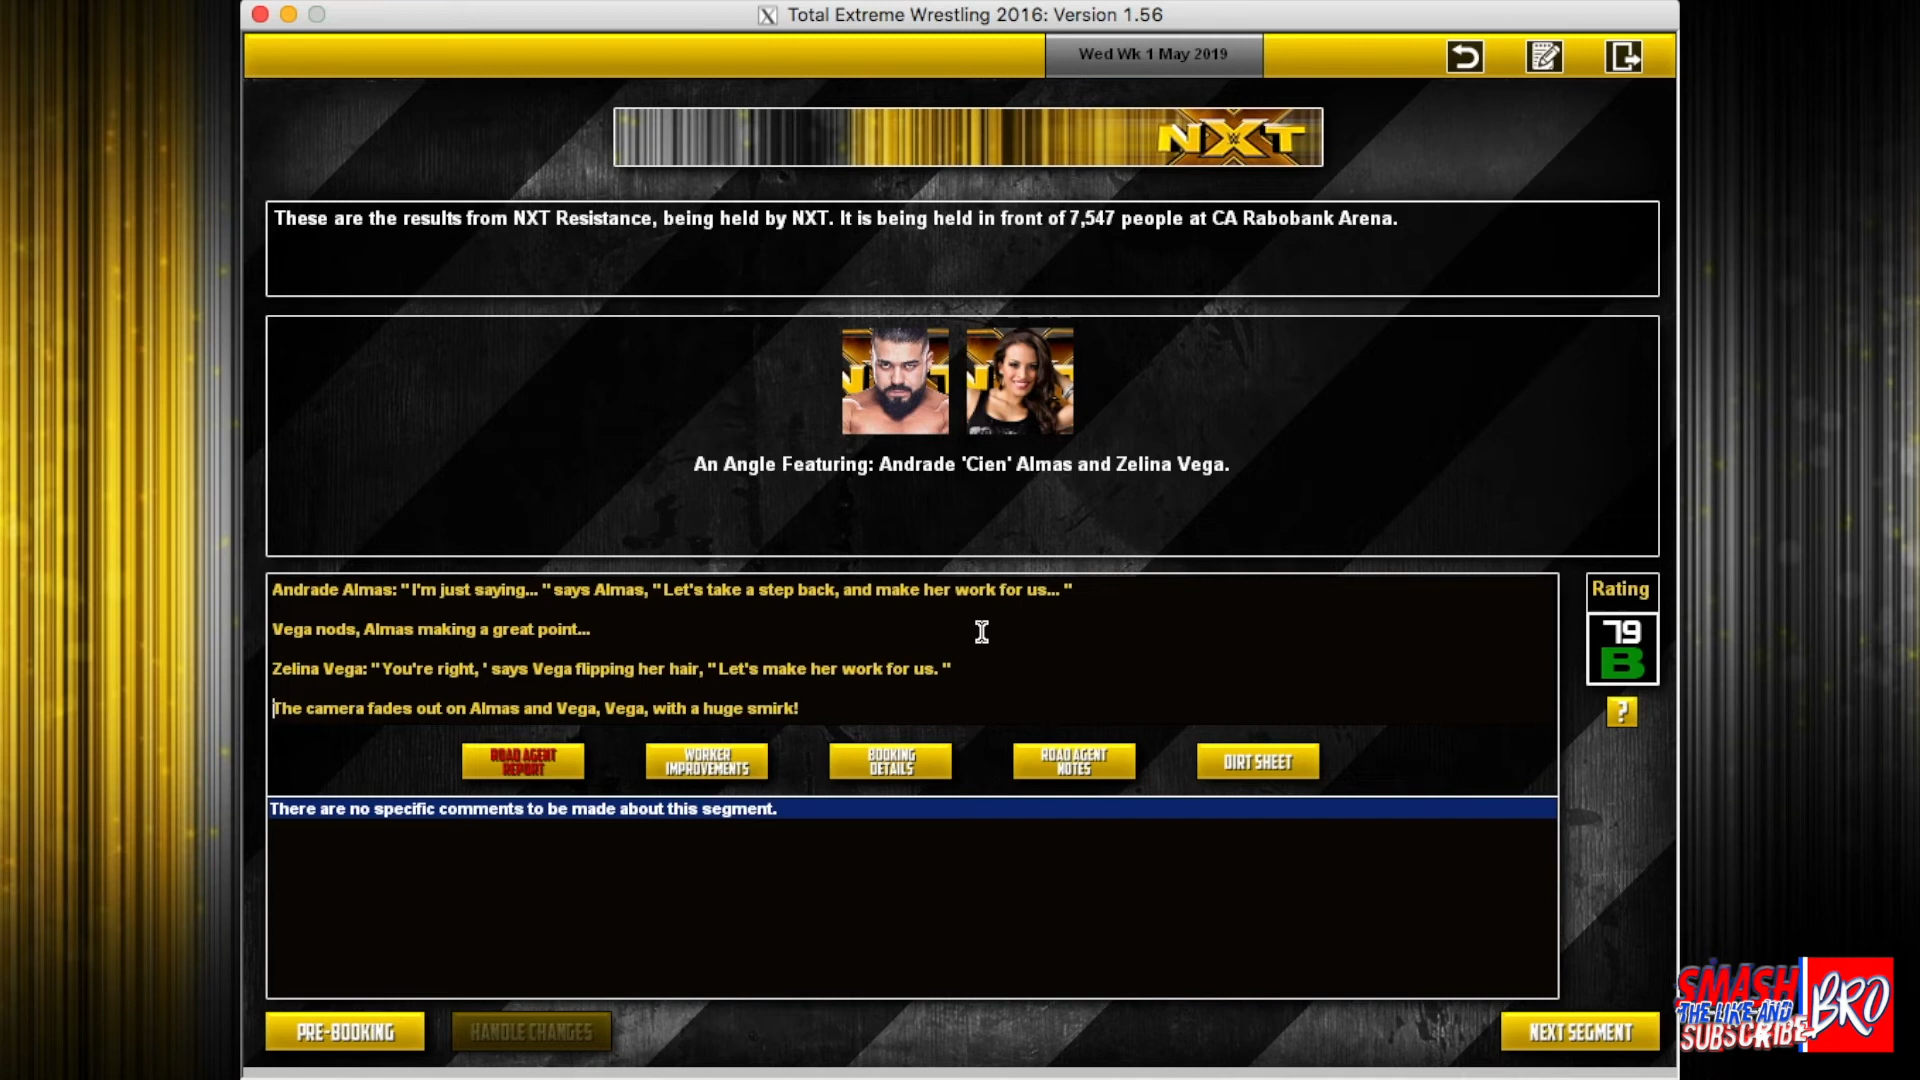 Total Extreme Wrestling 2016: Version 1.56
Wed Wk 1 May 2019
NXT
These are the results from NXT Resistance, being held by NXT. It is being held in front of 7,547 people at CA Rabobank Arena.
An Angle Featuring: Andrade 'Cien' Almas and Zelina Vega.
Andrade Almas: " I'm just saying... " says Almas, " Let's take a step back, and make her work for us... "
Vega nods, Almas making a great point...
Zelina Vega: " You're right, ' says Vega flipping her hair, " Let's make her work for us. "
The camera fades out on Almas and Vega, Vega, with a huge smirk!
Rating
79
B
?
ROAD AGENT REPORT
WORKER IMPROVEMENTS
BOOKING DETAILS
ROAD AGENT NOTES
DIRT SHEET
There are no specific comments to be made about this segment.
PRE-BOOKING
HANDLE CHANGES
NEXT SEGMENT
SMASH
THE LIKE AND
SUBSCRIBE
BRO